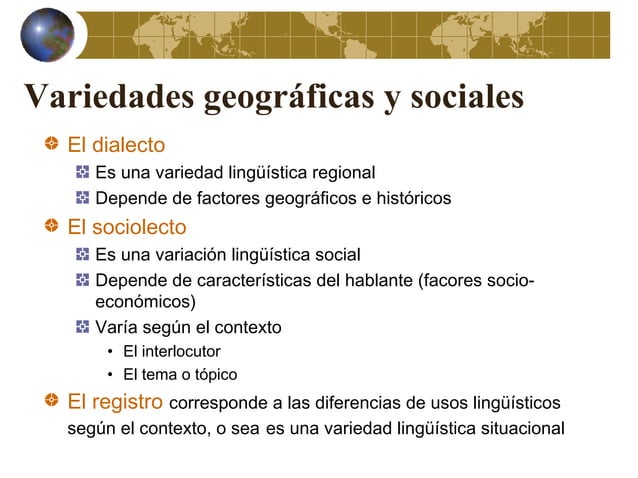 Variedades geográficas y sociales
El dialecto
Es una variedad lingüística regional
Depende de factores geográficos e históricos
El sociolecto
Es una variación lingüística social
Depende de características del hablante (facores socio-
económicos)
Varía según el contexto
• El interlocutor
• El tema o tópico
El registro corresponde a las diferencias de usos lingüísticos
según el contexto, o sea es una variedad lingüística situacional